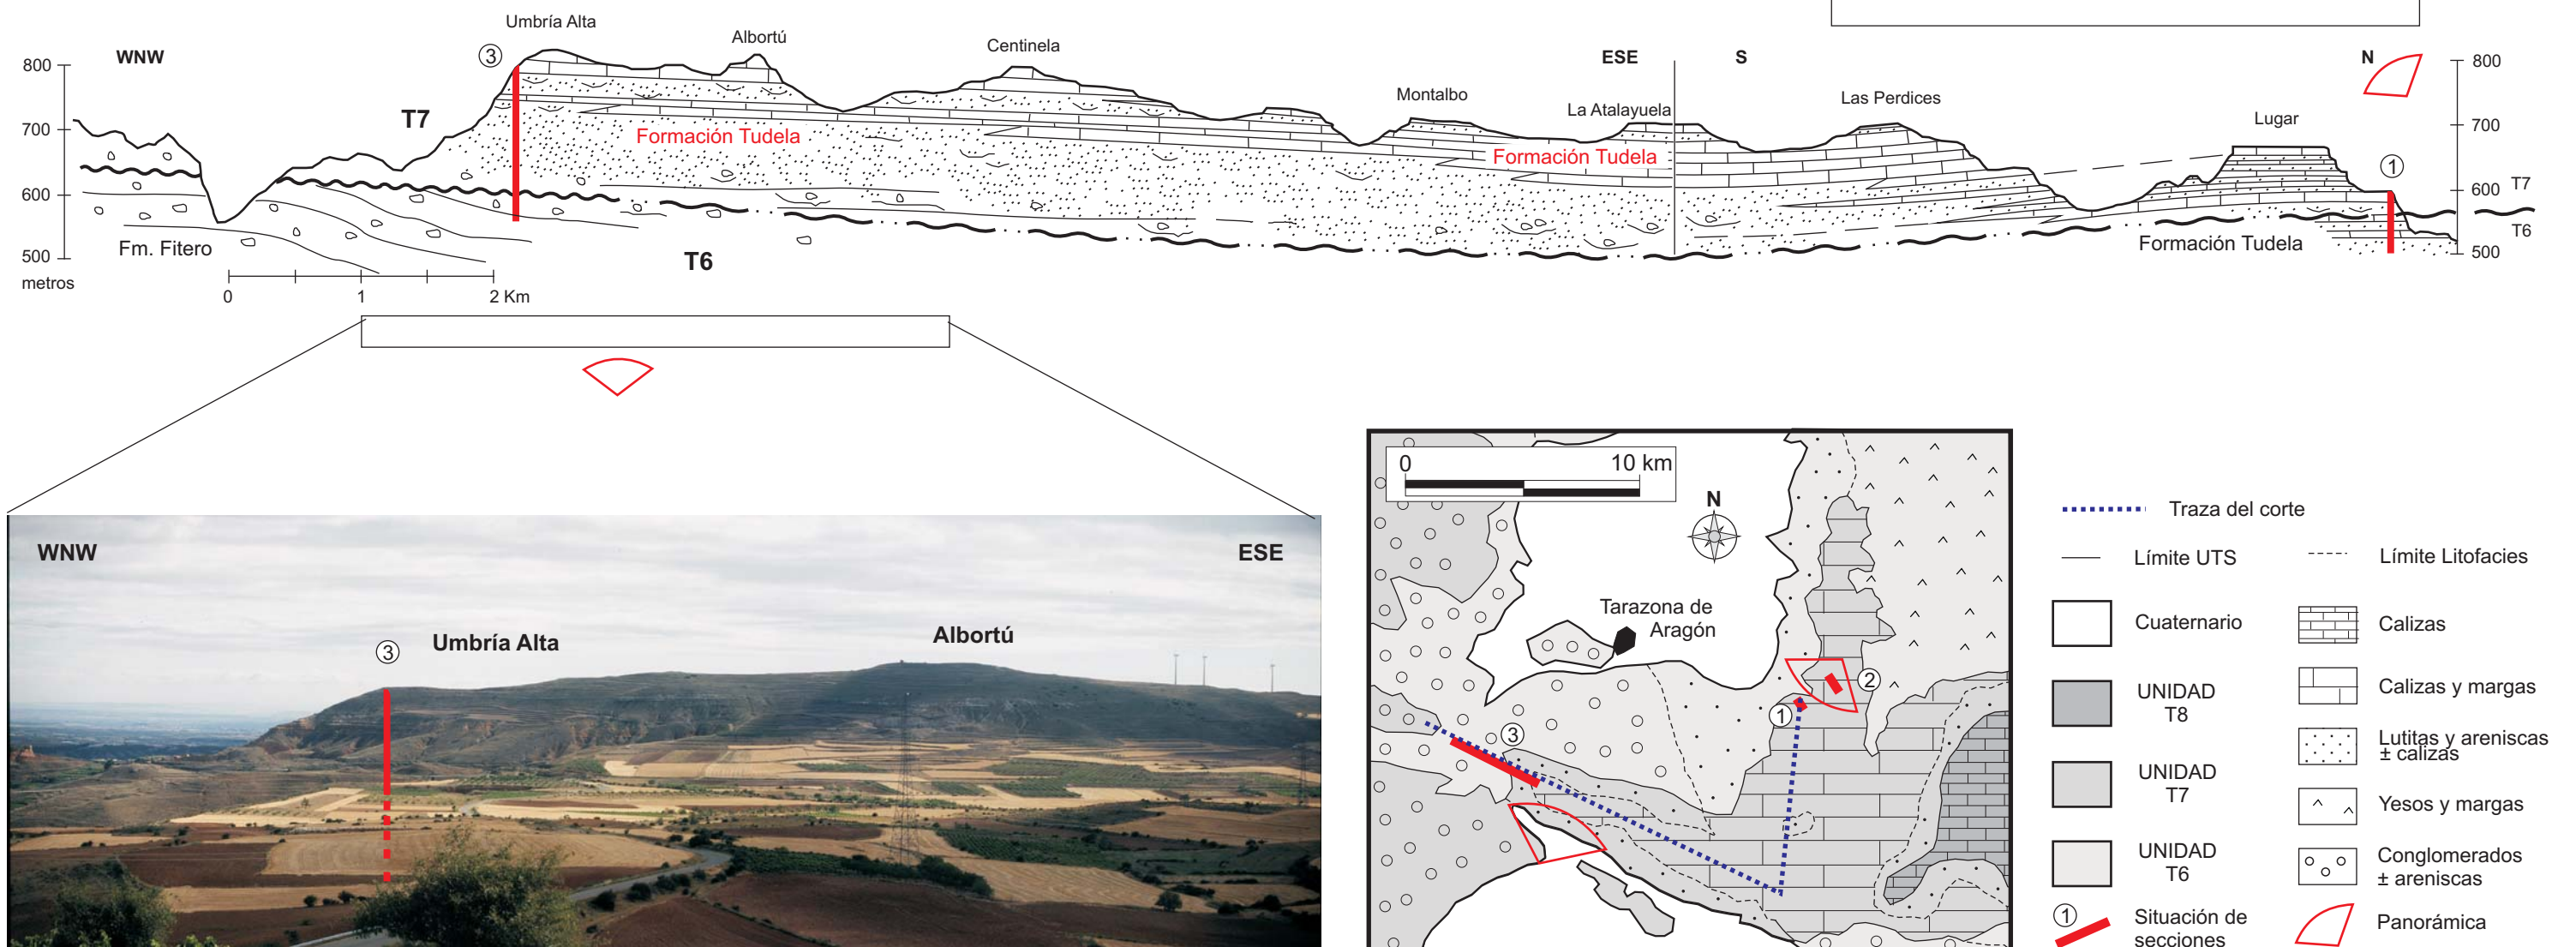 Umbría Alta
Albortú
Centinela
Montalbo
La Atalayuela
Las Perdices
Lugar
WNW
③
ESE
S
N
①
800
700
600
500
metros
800
700
600
500
T7
T6
T7
T6
Formación Tudela
Formación Tudela
Formación Tudela
Fm. Fitero
0 1 2 Km
WNW
ESE
③
Umbría Alta
Albortú
0 10 km
N
Tarazona de
Aragón
①
②
③
Traza del corte
Límite UTS
Límite Litofacies
Cuaternario
Calizas
UNIDAD
T8
Calizas y margas
UNIDAD
T7
Lutitas y areniscas
± calizas
Yesos y margas
UNIDAD
T6
Conglomerados
± areniscas
①
Situación de
secciones
Panorámica